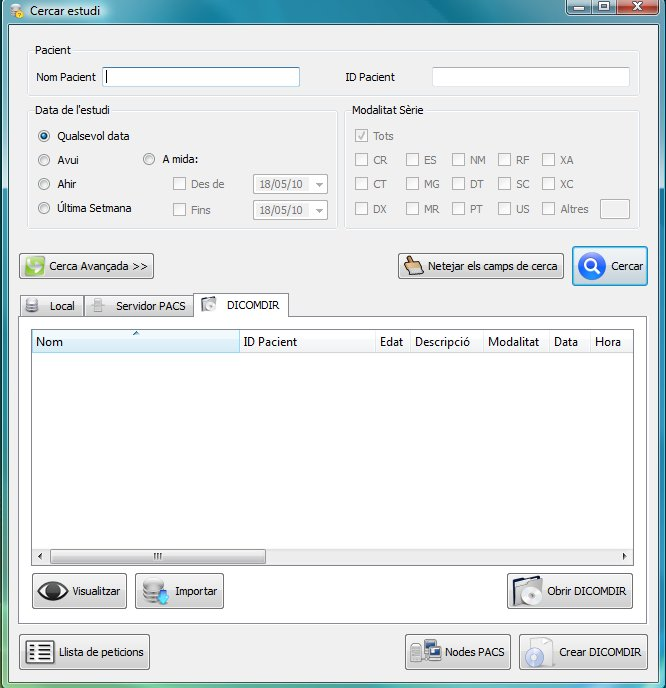 Cercar estudi
Pacient
Nom Pacient ID Pacient
Data de l'estudi Modalitat Sèrie
Qualsevol data Tots
Avui A mida: CR ES NM RF XA
Ahir Des de 18/05/10 CT MG DT SC XC
Última Setmana Fins 18/05/10 DX MR PT US Altres
Cerca Avançada >> Netejar els camps de cerca Cercar
Local Servidor PACS DICOMDIR
Nom ID Pacient Edat Descripció Modalitat Data Hora
Visualitzar Importar Obrir DICOMDIR
Llista de peticions Nodes PACS Crear DICOMDIR